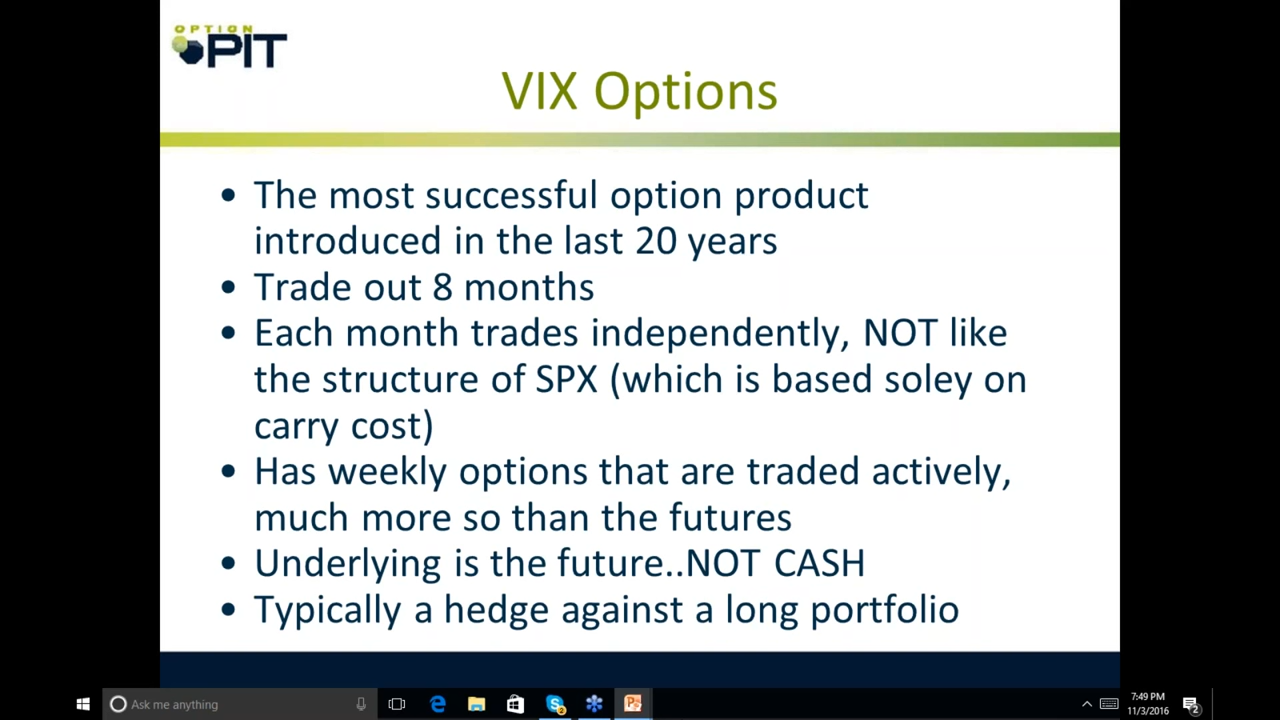 OPTION
PIT
VIX Options
• The most successful option product
introduced in the last 20 years
• Trade out 8 months
• Each month trades independently, NOT like
the structure of SPX (which is based soley on
carry cost)
• Has weekly options that are traded actively,
much more so than the futures
• Underlying is the future..NOT CASH
• Typically a hedge against a long portfolio
Ask me anything
7:49 PM
11/3/2016
2
2